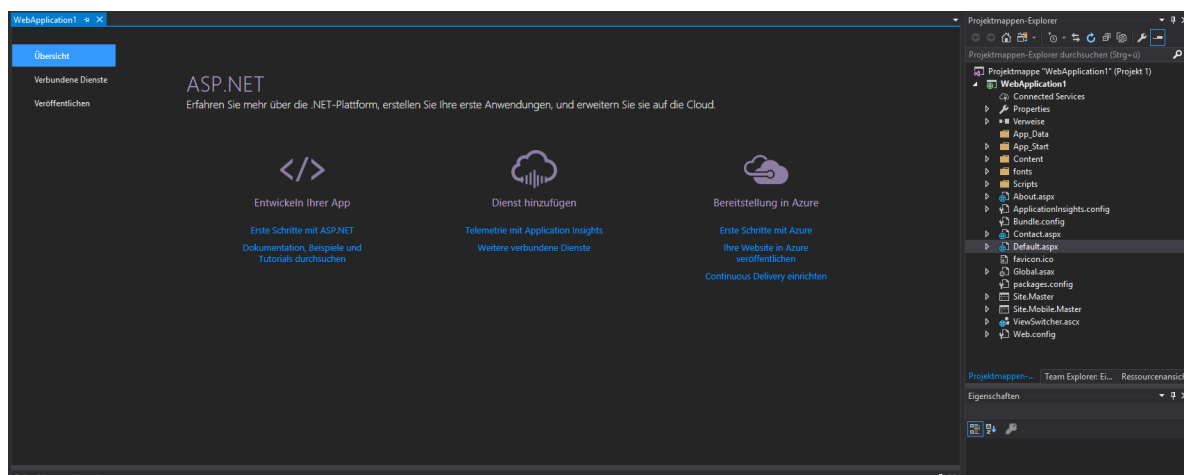 WebApplication1
Übersicht
Verbundene Dienste
Veröffentlichen
ASP.NET
Erfahren Sie mehr über die .NET-Plattform, erstellen Sie Ihre erste Anwendungen, und erweitern Sie sie auf die Cloud.
</>
Entwickeln Ihrer App
Erste Schritte mit ASP.NET
Dokumentation, Beispiele und
Tutorials durchsuchen
Dienst hinzufügen
Telemetrie mit Application Insights
Weitere verbundene Dienste
Bereitstellung in Azure
Erste Schritte mit Azure
Ihre Website in Azure
veröffentlichen
Continuous Delivery einrichten
Projektmappen-Explorer
Projektmappen-Explorer durchsuchen (Strg+ü)
Projektmappe "WebApplication1" (Projekt 1)
WebApplication1
Connected Services
Properties
Verweise
App_Data
App_Start
Content
fonts
Scripts
About.aspx
ApplicationInsights.config
Bundle.config
Contact.aspx
Default.aspx
favicon.ico
Global.asax
packages.config
Site.Master
Site.Mobile.Master
ViewSwitcher.ascx
Web.config
Projektmappen-... Team Explorer: Ei... Ressourcenansich
Eigenschaften